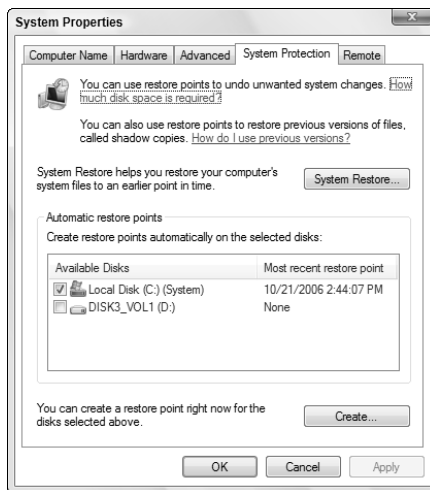 System Properties
Computer Name Hardware Advanced System Protection Remote
You can use restore points to undo unwanted system changes. How
much disk space is required?
You can also use restore points to restore previous versions of files,
called shadow copies. How do I use previous versions?
System Restore helps you restore your computer's
system files to an earlier point in time.
System Restore...
Automatic restore points
Create restore points automatically on the selected disks:
Available Disks Most recent restore point
Local Disk (C:) (System) 10/21/2006 2:44:07 PM
DISK3_VOL1 (D:) None
You can create a restore point right now for the
disks selected above.
Create...
OK Cancel Apply